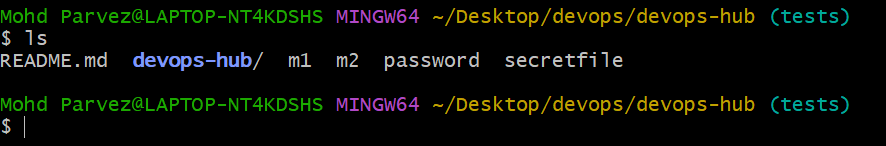 Mohd Parvez@LAPTOP-NT4KDSHS MINGW64 ~/Desktop/devops/devops-hub (tests)
$ ls
README.md  devops-hub/  m1  m2  password  secretfile
Mohd Parvez@LAPTOP-NT4KDSHS MINGW64 ~/Desktop/devops/devops-hub (tests)
$